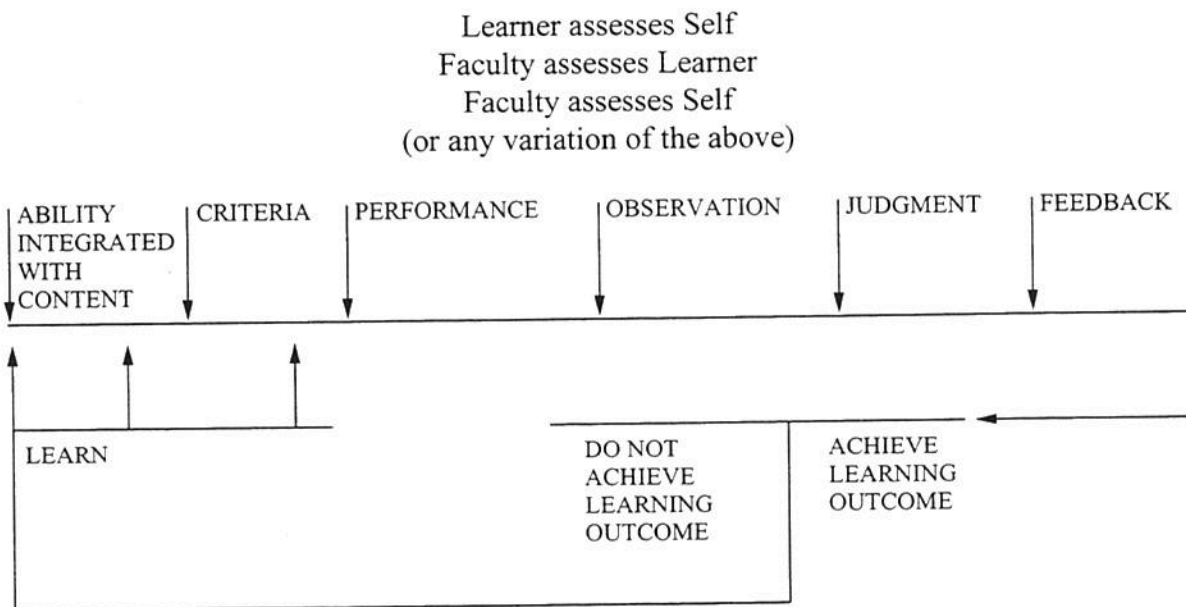 Learner assesses Self
Faculty assesses Learner
Faculty assesses Self
(or any variation of the above)
ABILITY
INTEGRATED
WITH
CONTENT
CRITERIA
PERFORMANCE
OBSERVATION
JUDGMENT
FEEDBACK
LEARN
DO NOT
ACHIEVE
LEARNING
OUTCOME
ACHIEVE
LEARNING
OUTCOME